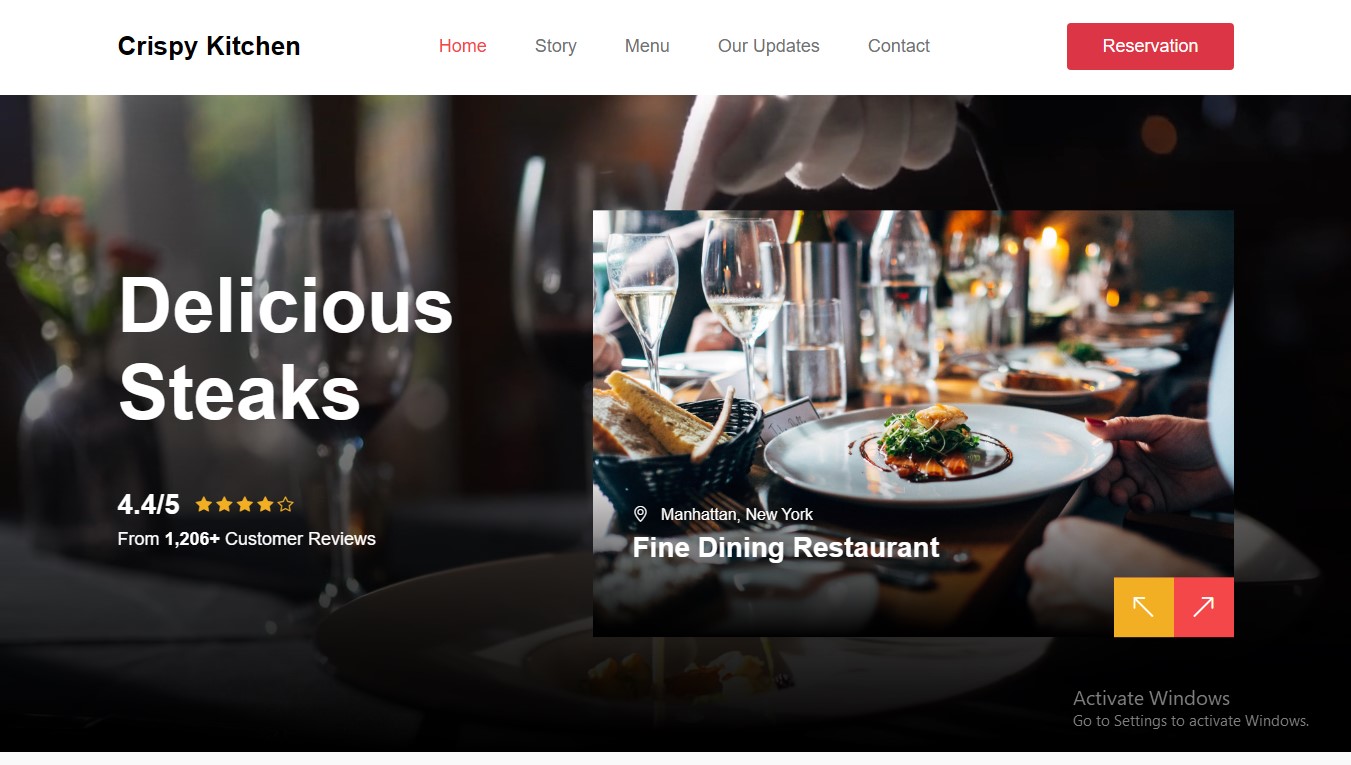 Crispy Kitchen
Home
Story
Menu
Our Updates
Contact
Reservation
Delicious
Steaks
4.4/5
From 1,206+ Customer Reviews
Manhattan, New York
Fine Dining Restaurant
Activate Windows
Go to Settings to activate Windows.